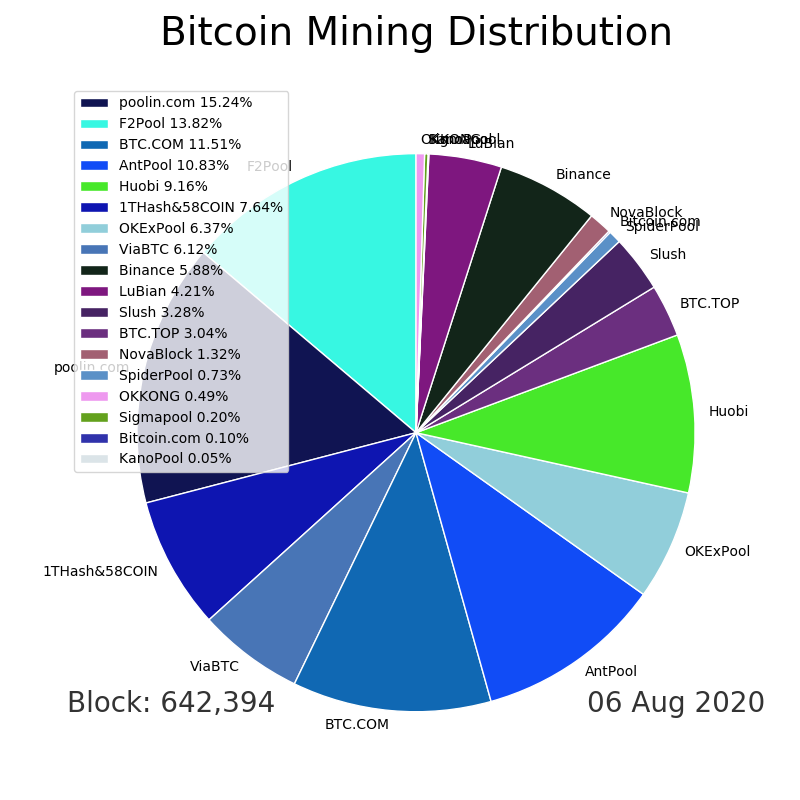 Bitcoin Mining Distribution
poolin.com 15.24%
F2Pool 13.82%
BTC.COM 11.51%
AntPool 10.83%
Huobi 9.16%
1THash&58COIN 7.64%
OKExPool 6.37%
ViaBTC 6.12%
Binance 5.88%
LuBian 4.21%
Slush 3.28%
BTC.TOP 3.04%
NovaBlock 1.32%
SpiderPool 0.73%
OKKONG 0.49%
Sigmapool 0.20%
Bitcoin.com 0.10%
KanoPool 0.05%
F2Pool
poolin.com
1THash&58COIN
ViaBTC
BTC.COM
AntPool
OKExPool
Huobi
BTC.TOP
Slush
SpiderPool
Bitcoin.com
NovaBlock
Binance
LuBian
OKKONG
Block: 642,394
06 Aug 2020